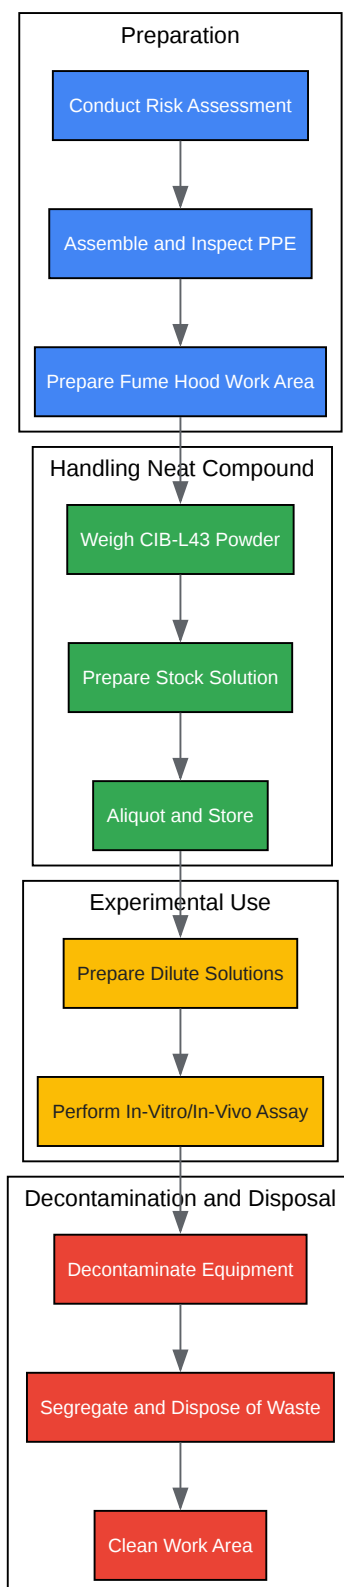 Preparation
Conduct Risk Assessment
Assemble and Inspect PPE
Prepare Fume Hood Work Area
Handling Neat Compound
Weigh CIB-L43 Powder
Prepare Stock Solution
Aliquot and Store
Experimental Use
Prepare Dilute Solutions
Perform In-Vitro/In-Vivo Assay
Decontamination and Disposal
Decontaminate Equipment
Segregate and Dispose of Waste
Clean Work Area